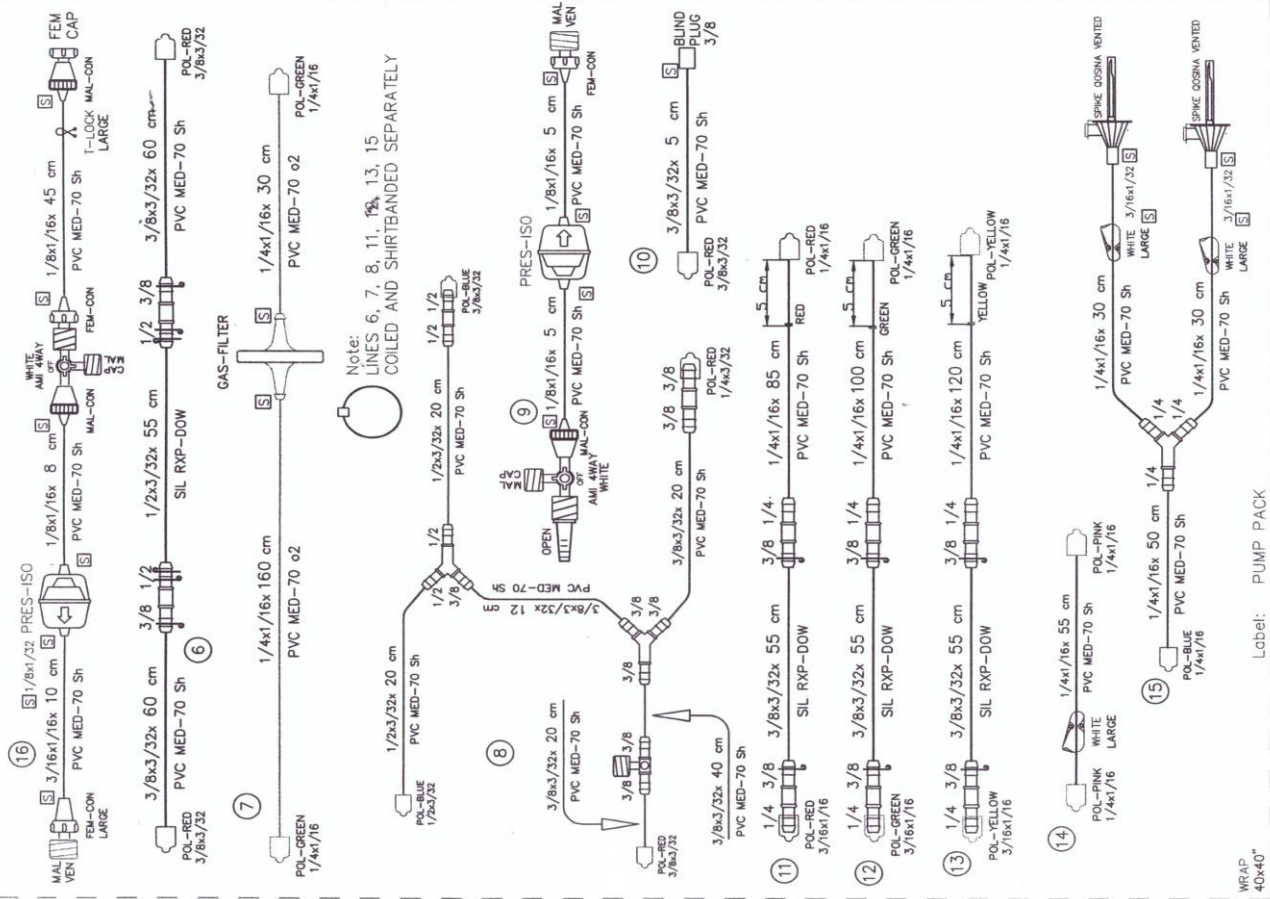 16
MAL
VEN
FEM-CON
LARGE
S
3/16x1/16x 10 cm
PVC MED-70 Sh
S
S 1/8x1/32 PRES-ISO
S
1/8x1/16x 8 cm
PVC MED-70 Sh
S
MAL-CON
WHITE
AMI 4WAY
OFF
MAL
CAP
S
FEM-CON
1/8x1/16x 45 cm
PVC MED-70 Sh
T-LOCK
LARGE
S
MAL-CON
FEM
CAP
POL-RED
3/8x3/32
3/8x3/32x 60 cm
PVC MED-70 Sh
6
3/8 1/2
1/2x3/32x 55 cm
SIL RXP-DOW
1/2 3/8
3/8x3/32x 60 cm
PVC MED-70 Sh
POL-RED
3/8x3/32
7
POL-GREEN
1/4x1/16
1/4x1/16x 160 cm
PVC MED-70 o2
GAS-FILTER
S
S
1/4x1/16x 30 cm
PVC MED-70 o2
POL-GREEN
1/4x1/16
Note:
LINES 6, 7, 8, 11, 12, 13, 15
COILED AND SHIRTBANDED SEPARATELY
8
POL-BLUE
1/2x3/32
1/2x3/32x 20 cm
PVC MED-70 Sh
1/2
3/8
1/2
1/2x3/32x 20 cm
PVC MED-70 Sh
1/2 1/2
POL-BLUE
3/8x3/32
3/8x3/32x 12 cm
PVC MED-70 Sh
3/8x3/32x 20 cm
PVC MED-70 Sh
POL-RED
3/8x3/32
3/8 3/8
3/8x3/32x 40 cm
PVC MED-70 Sh
3/8
3/8
3/8
3/8x3/32x 20 cm
PVC MED-70 Sh
3/8 3/8
POL-RED
1/4x3/32
9
OPEN
MAL
CAP
OFF
AMI 4WAY
WHITE
MAL-CON
S
1/8x1/16x 5 cm
PVC MED-70 Sh
S
PRES-ISO
S
1/8x1/16x 5 cm
PVC MED-70 Sh
S
FEM-CON
MAL
VEN
10
POL-RED
3/8x3/32
3/8x3/32x 5 cm
PVC MED-70 Sh
S
BLIND
PLUG
3/8
11
1/4 3/8
POL-RED
3/16x1/16
3/8x3/32x 55 cm
SIL RXP-DOW
3/8 1/4
1/4x1/16x 85 cm
PVC MED-70 Sh
5 cm
RED
POL-RED
1/4x1/16
12
1/4 3/8
POL-GREEN
3/16x1/16
3/8x3/32x 55 cm
SIL RXP-DOW
3/8 1/4
1/4x1/16x 100 cm
PVC MED-70 Sh
5 cm
GREEN
POL-GREEN
1/4x1/16
13
1/4 3/8
POL-YELLOW
3/16x1/16
3/8x3/32x 55 cm
SIL RXP-DOW
3/8 1/4
1/4x1/16x 120 cm
PVC MED-70 Sh
5 cm
YELLOW
POL-YELLOW
1/4x1/16
14
POL-PINK
1/4x1/16
WHITE
LARGE
1/4x1/16x 55 cm
PVC MED-70 Sh
POL-PINK
1/4x1/16
15
POL-BLUE
1/4x1/16
1/4x1/16x 50 cm
PVC MED-70 Sh
1/4
1/4
1/4
1/4x1/16x 30 cm
PVC MED-70 Sh
WHITE
LARGE
3/16x1/32
S
S
SPIKE QOSINA VENTED
1/4x1/16x 30 cm
PVC MED-70 Sh
WHITE
LARGE
3/16x1/32
S
S
SPIKE QOSINA VENTED
WRAP
40x40"
Label: PUMP PACK